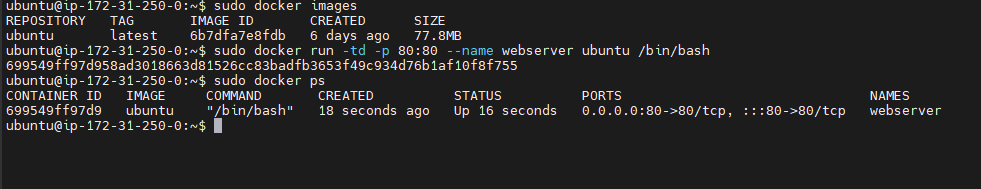 ubuntu@ip-172-31-250-0:~$ sudo docker images
REPOSITORY   TAG       IMAGE ID       CREATED      SIZE
ubuntu       latest    6b7dfa7e8fdb   6 days ago   77.8MB
ubuntu@ip-172-31-250-0:~$ sudo docker run -td -p 80:80 --name webserver ubuntu /bin/bash
699549ff97d958ad3018663d81526cc83badfb3653f49c934d76b1af10f8f755
ubuntu@ip-172-31-250-0:~$ sudo docker ps
CONTAINER ID   IMAGE     COMMAND       CREATED          STATUS          PORTS                               NAMES
699549ff97d9   ubuntu    "/bin/bash"   18 seconds ago   Up 16 seconds   0.0.0.0:80->80/tcp, :::80->80/tcp   webserver
ubuntu@ip-172-31-250-0:~$